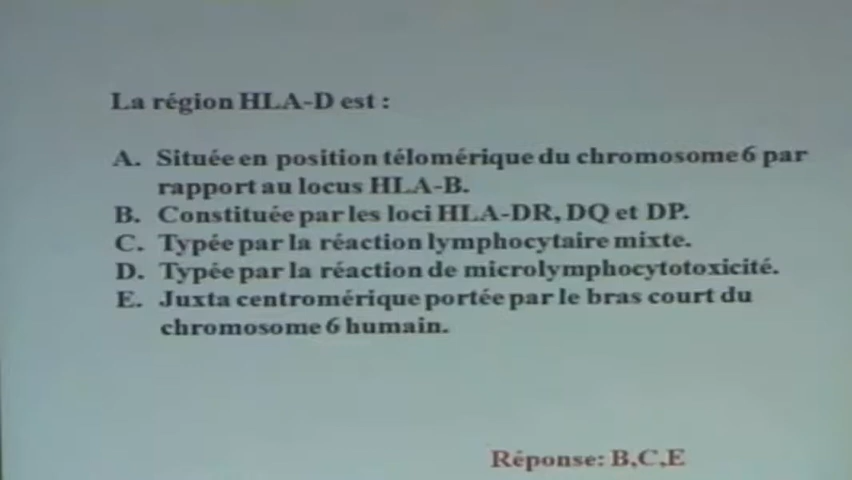 La région HLA-D est :
A. Située en position télomérique du chromosome 6 par
rapport au locus HLA-B.
B. Constituée par les loci HLA-DR, DQ et DP.
C. Typée par la réaction lymphocytaire mixte.
D. Typée par la réaction de microlymphocytotoxicité.
E. Juxta centromérique portée par le bras court du
chromosome 6 humain.
Réponse: B,C,E